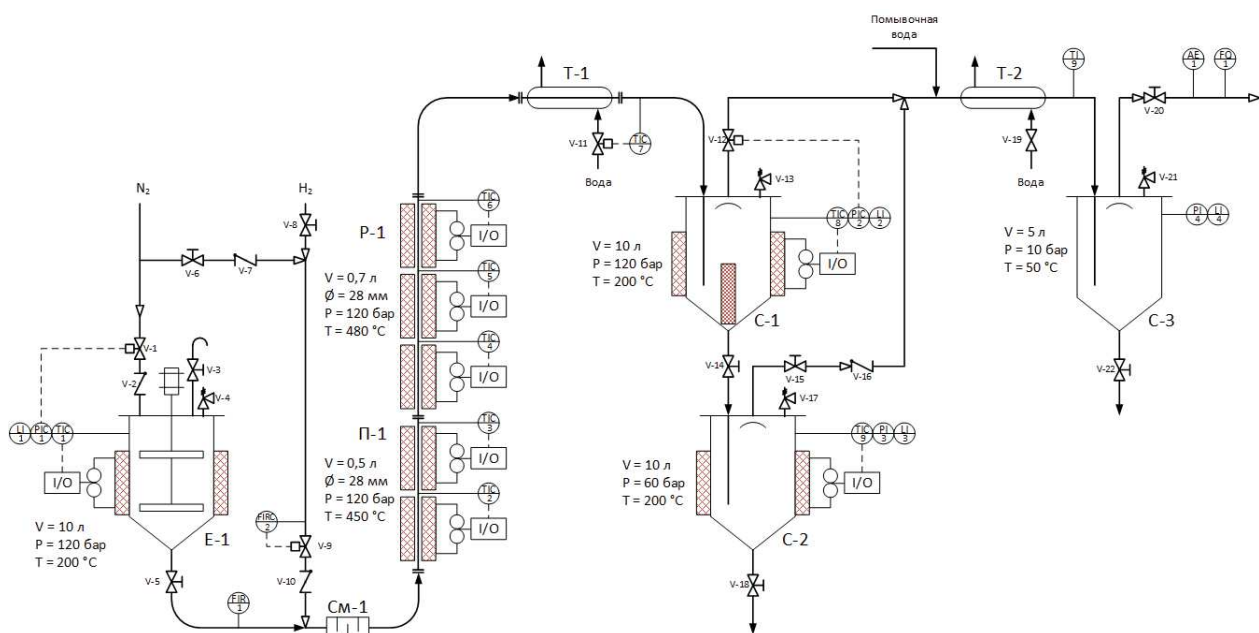 Помывочная
вода
T-1
T-2
TI
9
AE
1
FQ
1
V-20
V-11
TIC
7
V-12
V-19
Вода
Вода
N₂
H₂
V-8
V-13
V-21
TIC
6
P-1
I/O
TIC
8
PIC
2
LI
2
PI
4
LI
4
V = 10 л
P = 120 бар
T = 200 °C
I/O
V = 5 л
P = 10 бар
T = 50 °C
V-6
V-7
V = 0,7 л
Ø = 28 мм
P = 120 бар
T = 480 °C
TIC
5
I/O
C-1
C-3
V-1
V-2
V-3
V-4
TIC
4
I/O
V-14
V-15
V-16
V-22
V-17
LI
1
PIC
1
TIC
1
П-1
TIC
3
I/O
TIC
9
PI
3
LI
3
I/O
V = 0,5 л
Ø = 28 мм
P = 120 бар
T = 450 °C
TIC
2
I/O
V = 10 л
P = 60 бар
T = 200 °C
I/O
V = 10 л
P = 120 бар
T = 200 °C
E-1
FIRC
2
V-9
C-2
V-5
V-10
V-18
FIR
1
См-1